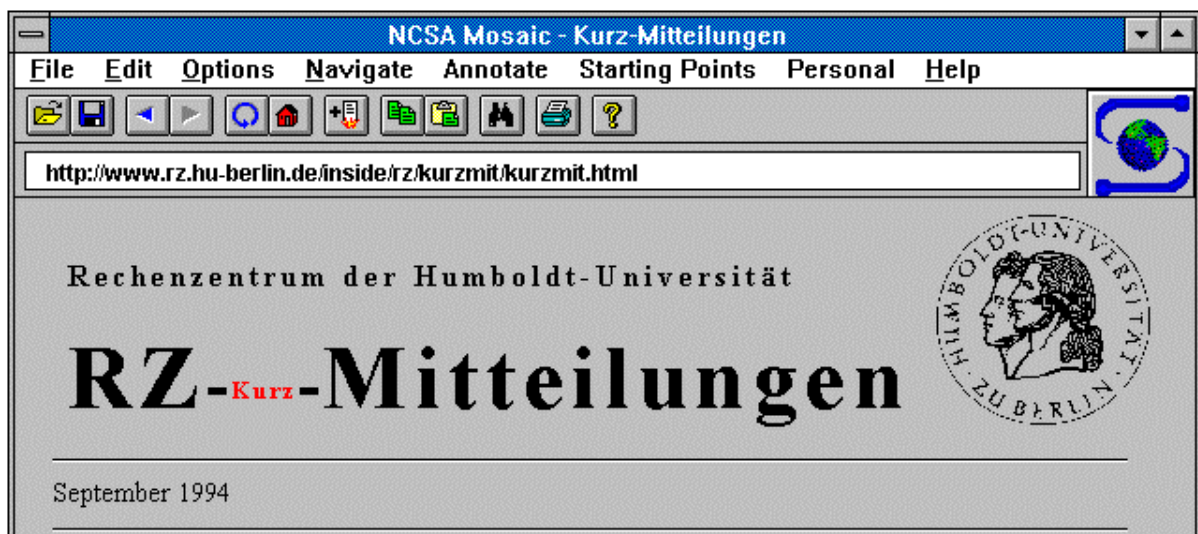 NCSA Mosaic - Kurz-Mitteilungen
File Edit Options Navigate Annotate Starting Points Personal Help
http://www.rz.hu-berlin.de/inside/rz/kurzmit/kurzmit.html
Rechenzentrum der Humboldt-Universität
RZ-Kurz-Mitteilungen
HUMBOLDT-UNIVERSITÄT · ZU BERLIN ·
September 1994